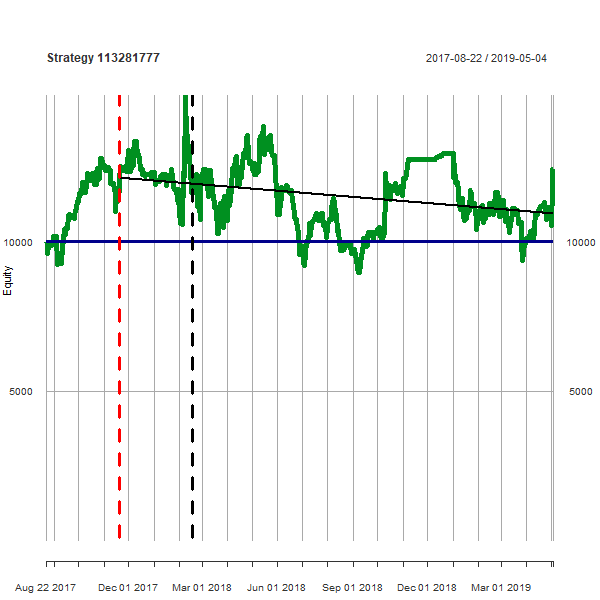 Strategy 113281777
2017-08-22 / 2019-05-04
10000
10000
Equity
5000
5000
Aug 22 2017
Dec 01 2017
Mar 01 2018
Jun 01 2018
Sep 01 2018
Dec 01 2018
Mar 01 2019